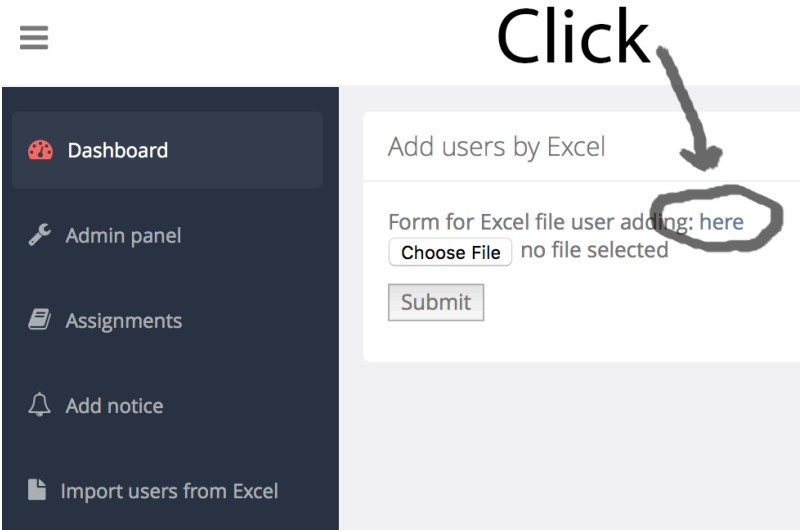 Click
Dashboard
Add users by Excel
Admin panel
Form for Excel file user adding: here
Choose File no file selected
Submit
Assignments
Add notice
Import users from Excel